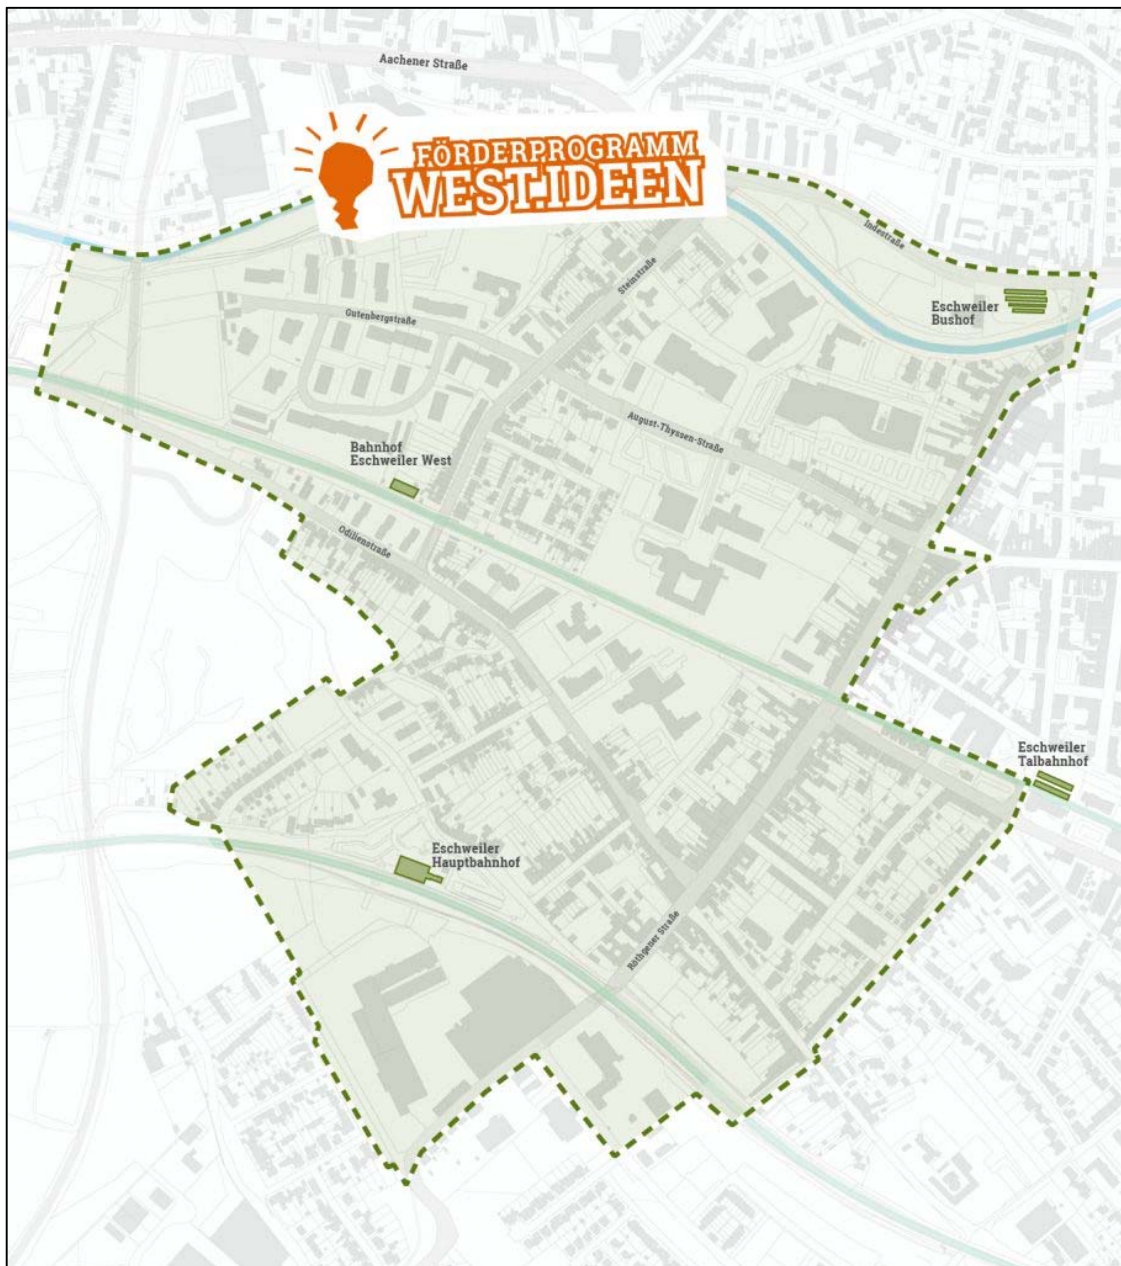 Aachener Straße
FÖRDERPROGRAMM
WEST.IDEEN
Indestraße
Steinstraße
Eschweiler
Bushof
Gutenbergstraße
August-Thyssen-Straße
Bahnhof
Eschweiler West
Odilienstraße
Eschweiler
Talbahnhof
Eschweiler
Hauptbahnhof
Röthgener Straße